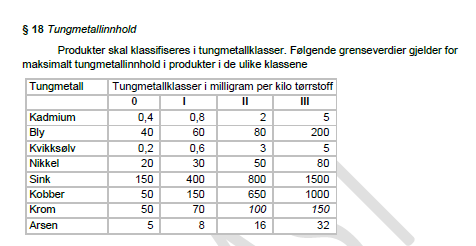 § 18 Tungmetallinnhold
Produkter skal klassifiseres i tungmetallklasser. Følgende grenseverdier gjelder for
maksimalt tungmetallinnhold i produkter i de ulike klassene
Tungmetall Tungmetallklasser i milligram per kilo tørrstoff
0 I II III
Kadmium 0,4 0,8 2 5
Bly 40 60 80 200
Kvikksølv 0,2 0,6 3 5
Nikkel 20 30 50 80
Sink 150 400 800 1500
Kobber 50 150 650 1000
Krom 50 70 100 150
Arsen 5 8 16 32